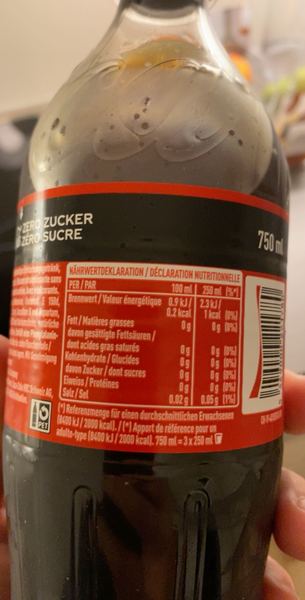 ZERO ZUCKER
ZÉRO SUCRE
750 ml
NÄHRWERTDEKLARATION / DÉCLARATION NUTRITIONNELLE
PER / PAR 100 ml 250 ml (%*)
Brennwert / Valeur énergétique 0.9 kJ / 2.3 kJ /
0.2 kcal 1 kcal (0%)
Fett / Matières grasses 0 g 0 g (0%)
davon gesättigte Fettsäuren /
dont acides gras saturés 0 g 0 g (0%)
Kohlenhydrate / Glucides 0 g 0 g (0%)
davon Zucker / dont sucres 0 g 0 g (0%)
Eiweiss / Protéines 0 g 0 g (0%)
Salz / Sel 0.02 g 0.05 g (1%)
(*) Referenzmenge für einen durchschnittlichen Erwachsenen
(8400 kJ / 2000 kcal). / (*) Apport de référence pour un
adulte-type (8400 kJ / 2000 kcal). 750 ml = 3 x 250 ml
PET